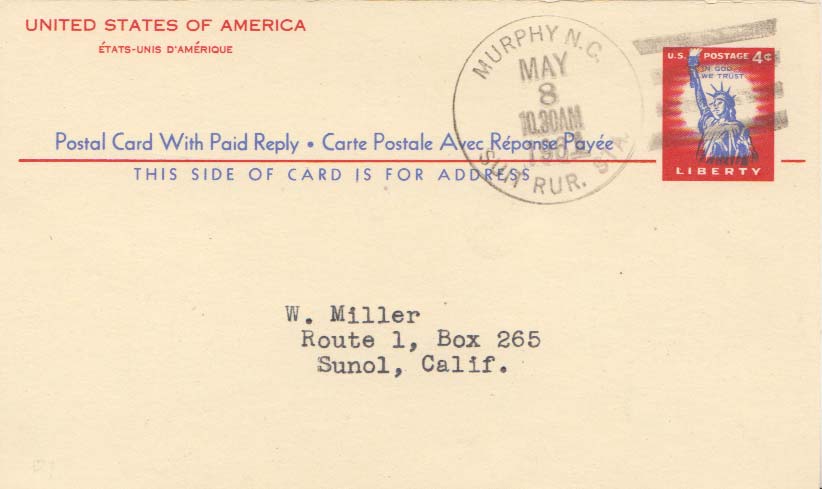 UNITED STATES OF AMERICA
ÉTATS-UNIS D'AMÉRIQUE
MURPHY N.C.
MAY
8
10.30AM
SUIT RUR. STA.
U.S. POSTAGE 4¢
IN GOD
WE TRUST
LIBERTY
Postal Card With Paid Reply • Carte Postale Avec Réponse Payée
THIS SIDE OF CARD IS FOR ADDRESS
W. Miller
Route 1, Box 265
Sunol, Calif.